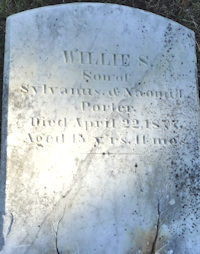 WILLIE S.
Son of
Sylvanus & Naomi I.
Porter.
Died April 22, 1877.
Aged 18 yrs. 11 mo.